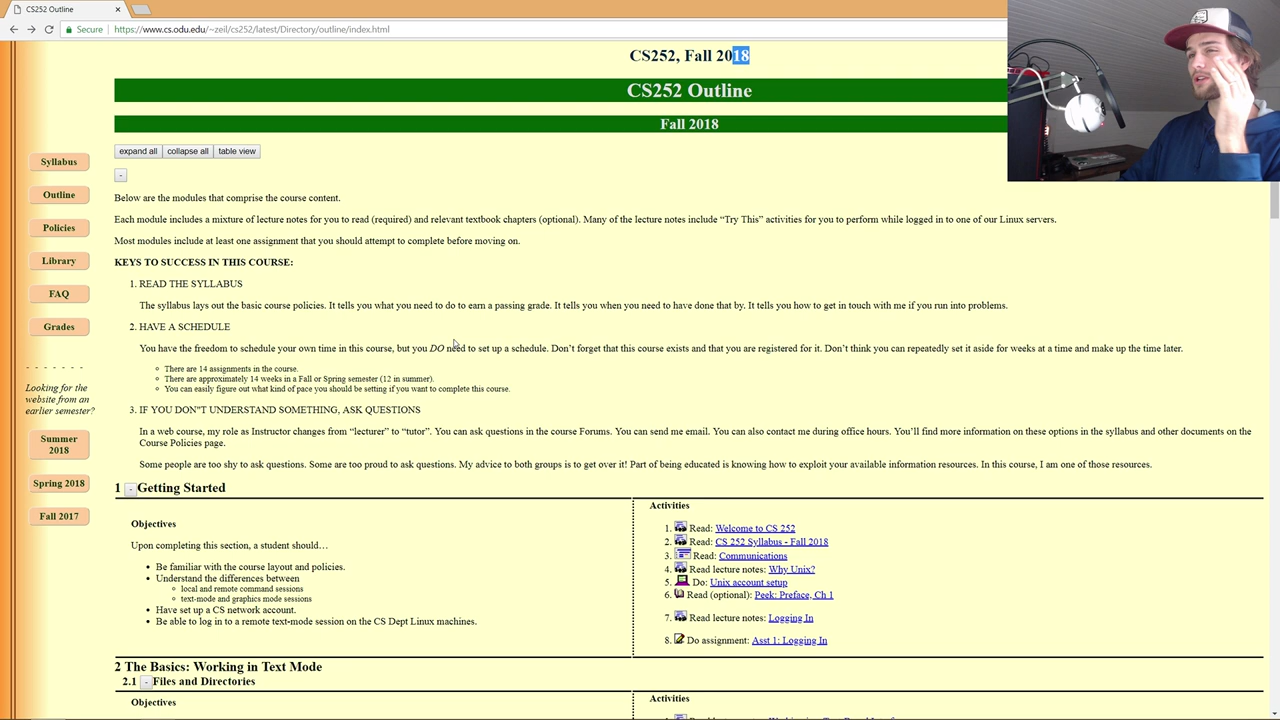 CS252 Outline
Secure https://www.cs.odu.edu/~zeil/cs252/latest/Directory/outline/index.html
CS252, Fall 2018
CS252 Outline
Fall 2018
expand all collapse all table view
-
Syllabus
Outline
Policies
Library
FAQ
Grades
- - - - - - -
Looking for the
website from an
earlier semester?
Summer
2018
Spring 2018
Fall 2017
Below are the modules that comprise the course content.
Each module includes a mixture of lecture notes for you to read (required) and relevant textbook chapters (optional). Many of the lecture notes include “Try This” activities for you to perform while logged in to one of our Linux servers.
Most modules include at least one assignment that you should attempt to complete before moving on.
KEYS TO SUCCESS IN THIS COURSE:
1. READ THE SYLLABUS
The syllabus lays out the basic course policies. It tells you what you need to do to earn a passing grade. It tells you when you need to have done that by. It tells you how to get in touch with me if you run into problems.
2. HAVE A SCHEDULE
You have the freedom to schedule your own time in this course, but you DO need to set up a schedule. Don’t forget that this course exists and that you are registered for it. Don’t think you can repeatedly set it aside for weeks at a time and make up the time later.
There are 14 assignments in the course.
There are approximately 14 weeks in a Fall or Spring semester (12 in summer).
You can easily figure out what kind of pace you should be setting if you want to complete this course.
3. IF YOU DON"T UNDERSTAND SOMETHING, ASK QUESTIONS
In a web course, my role as Instructor changes from “lecturer” to “tutor”. You can ask questions in the course Forums. You can send me email. You can also contact me during office hours. You’ll find more information on these options in the syllabus and other documents on the
Course Policies page.
Some people are too shy to ask questions. Some are too proud to ask questions. My advice to both groups is to get over it! Part of being educated is knowing how to exploit your available information resources. In this course, I am one of those resources.
1 - Getting Started
Objectives
Upon completing this section, a student should…
Be familiar with the course layout and policies.
Understand the differences between
local and remote command sessions
text-mode and graphics mode sessions
Have set up a CS network account.
Be able to log in to a remote text-mode session on the CS Dept Linux machines.
Activities
1. Read: Welcome to CS 252
2. Read: CS 252 Syllabus - Fall 2018
3. Read: Communications
4. Read lecture notes: Why Unix?
5. Do: Unix account setup
6. Read (optional): Peek: Preface, Ch 1
7. Read lecture notes: Logging In
8. Do assignment: Asst 1: Logging In
2 The Basics: Working in Text Mode
2.1 - Files and Directories
Objectives
Activities